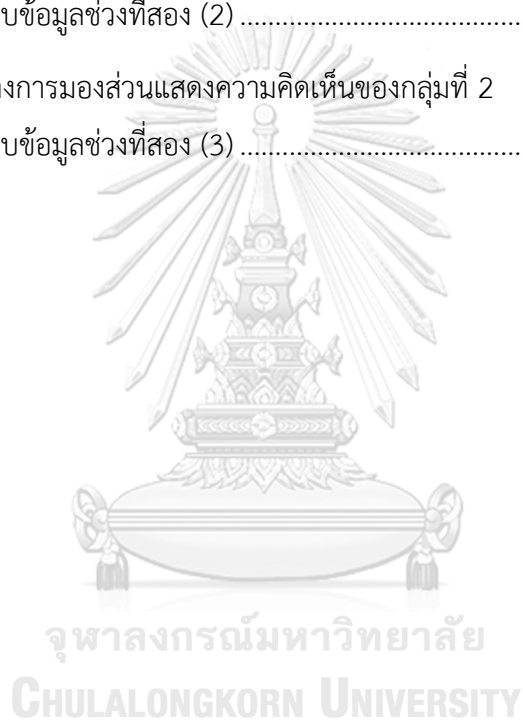 บข้อมูลช่วงที่สอง (2) ........................................
งการมองส่วนแสดงความคิดเห็นของกลุ่มที่ 2
บข้อมูลช่วงที่สอง (3) ........................................
จุฬาลงกรณ์มหาวิทยาลัย
CHULALONGKORN UNIVERSITY